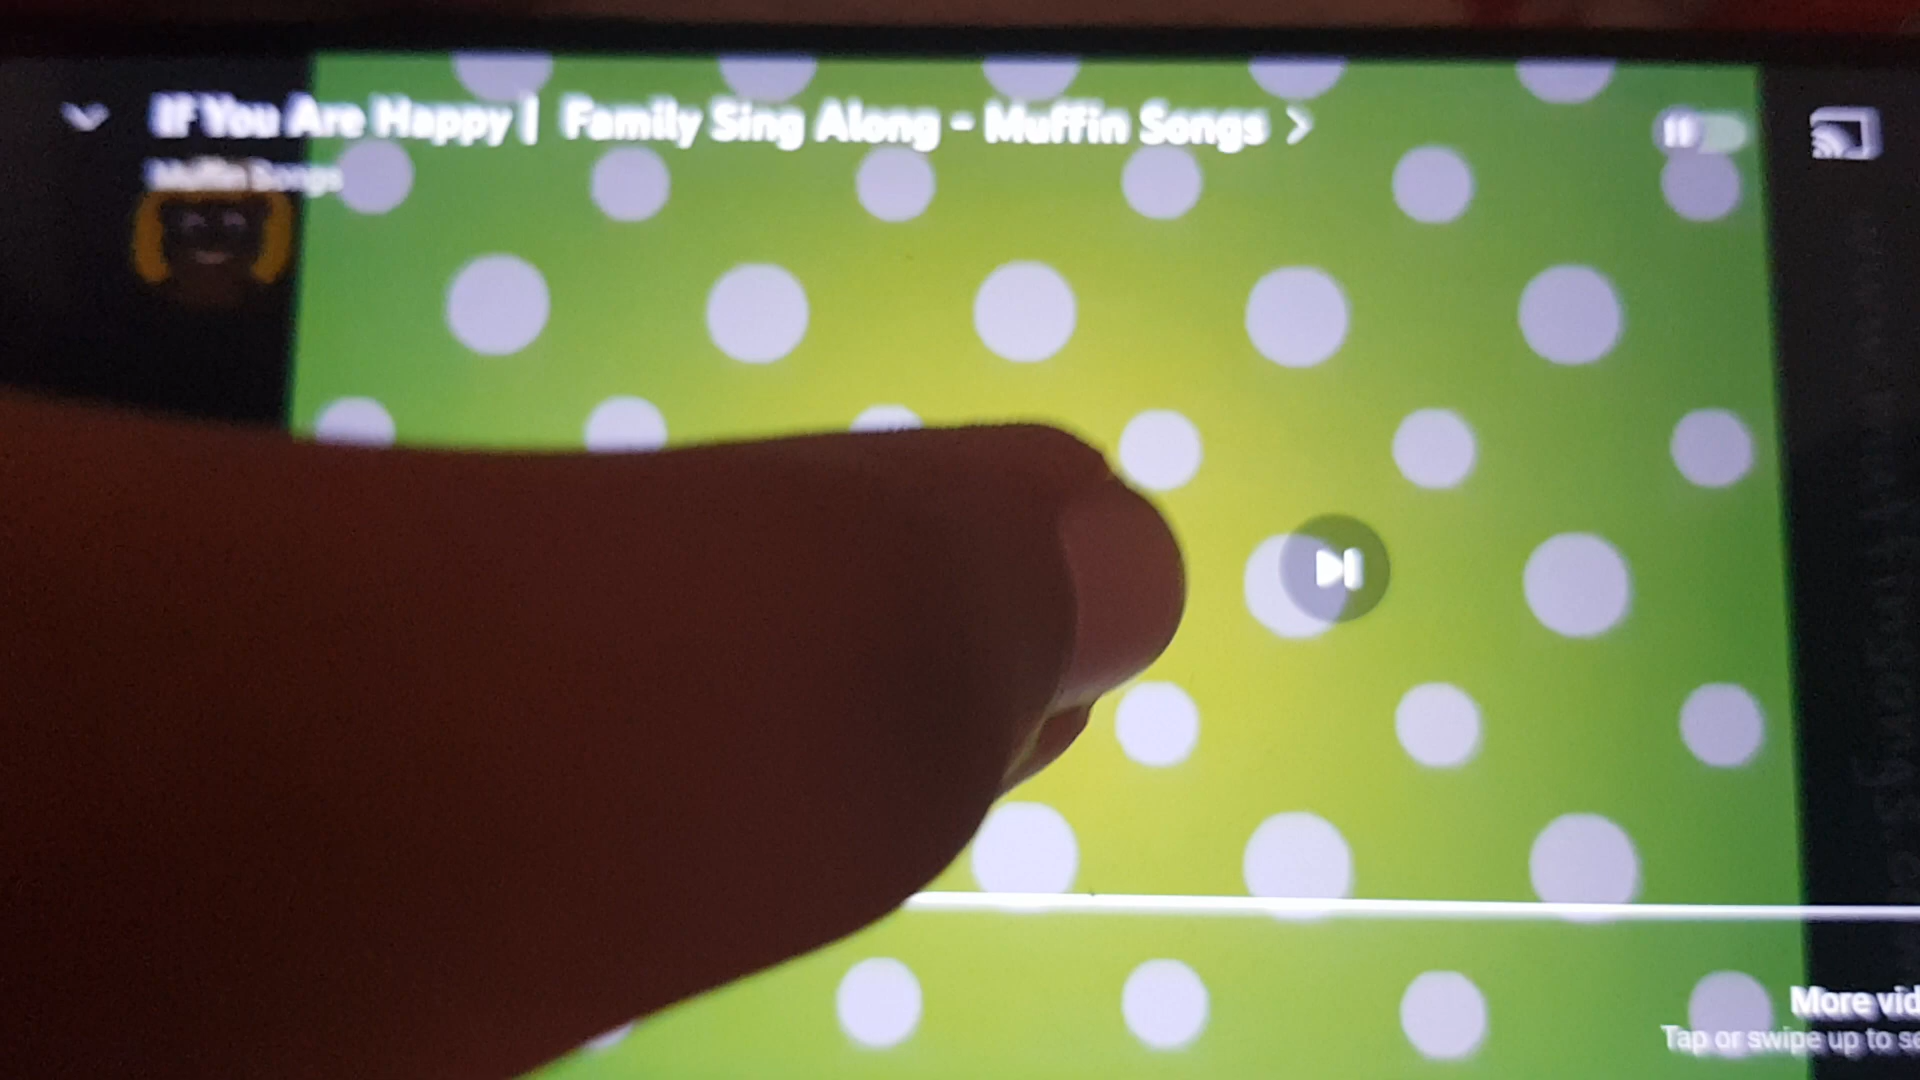 If You Are Happy | Family Sing Along - Muffin Songs
Muffin Songs
More vid
Tap or swipe up to se